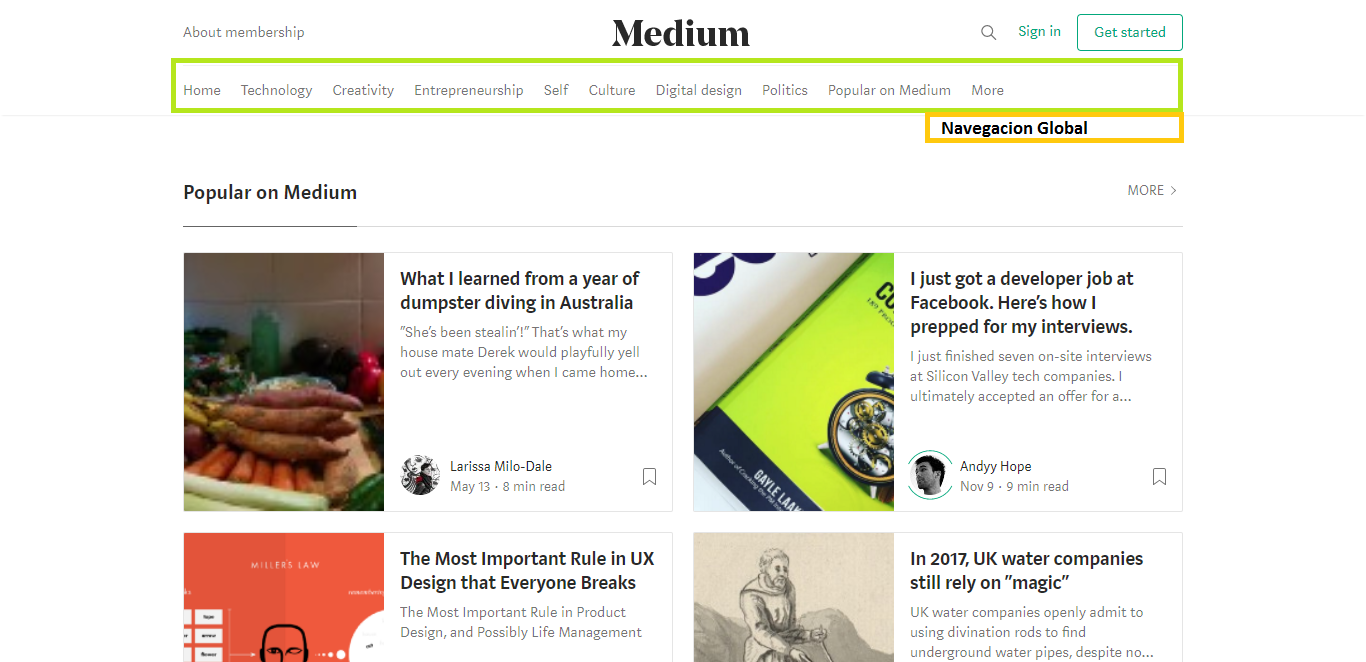 About membership
Medium
Sign in
Get started
Home Technology Creativity Entrepreneurship Self Culture Digital design Politics Popular on Medium More
Navegacion Global
Popular on Medium
MORE
What I learned from a year of
dumpster diving in Australia
"She's been stealin'!" That's what my
house mate Derek would playfully yell
out every evening when I came home...
Larissa Milo-Dale
May 13 · 8 min read
I just got a developer job at
Facebook. Here's how I
prepped for my interviews.
I just finished seven on-site interviews
at Silicon Valley tech companies. I
ultimately accepted an offer for a...
Andyy Hope
Nov 9 · 9 min read
Author of Cracking the
GAYLE LAAK
MILLER'S LAW
The Most Important Rule in UX
Design that Everyone Breaks
The Most Important Rule in Product
Design, and Possibly Life Management
In 2017, UK water companies
still rely on "magic"
UK water companies openly admit to
using divination rods to find
underground water pipes, despite no...